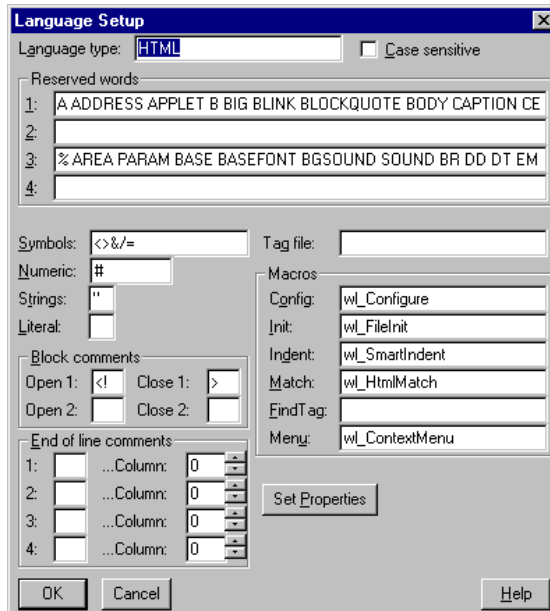 Language Setup
Language type: HTML Case sensitive
Reserved words
1: A ADDRESS APPLET B BIG BLINK BLOCKQUOTE BODY CAPTION CE
2:
3: % AREA PARAM BASE BASEFONT BGSOUND SOUND BR DD DT EM
4:
Symbols: <>&/= Tag file:
Numeric: # Macros
Strings: " Config: wl_Configure
Literal: Init: wl_FileInit
Block comments Indent: wl_SmartIndent
Open 1: <! Close 1: > Match: wl_HtmlMatch
Open 2: Close 2: FindTag:
End of line comments Menu: wl_ContextMenu
1: ...Column: 0
2: ...Column: 0 Set Properties
3: ...Column: 0
4: ...Column: 0
OK Cancel Help